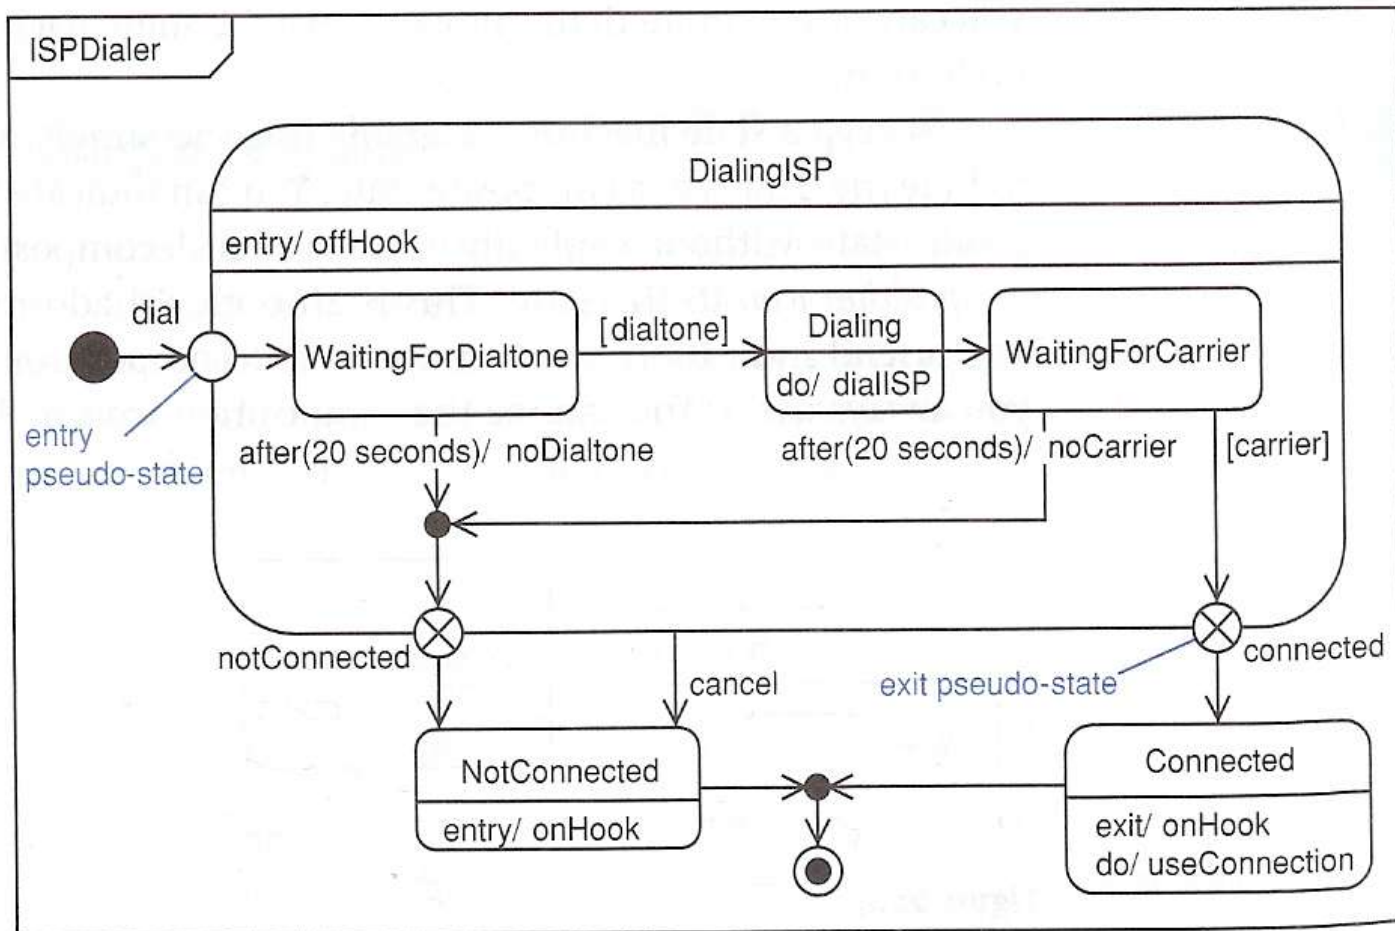 ISPDialer
DialingISP
entry/ offHook
dial
WaitingForDialtone
[dialtone]
Dialing
do/ dialISP
WaitingForCarrier
entry
pseudo-state
after(20 seconds)/ noDialtone
after(20 seconds)/ noCarrier
[carrier]
notConnected
cancel
exit pseudo-state
connected
NotConnected
entry/ onHook
Connected
exit/ onHook
do/ useConnection